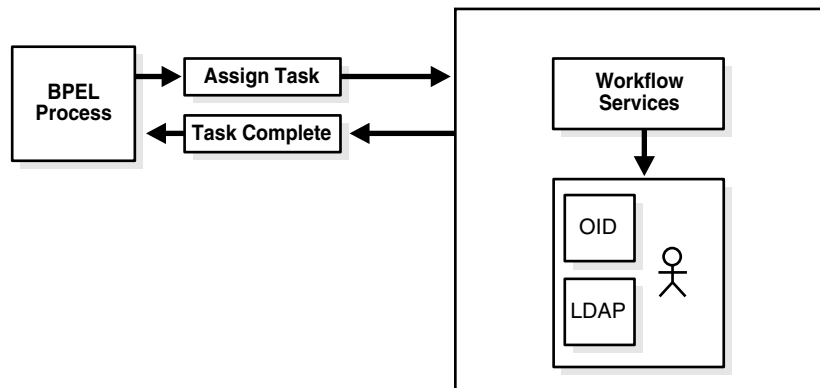 BPEL
Process
Assign Task
Task Complete
Workflow
Services
OID
LDAP